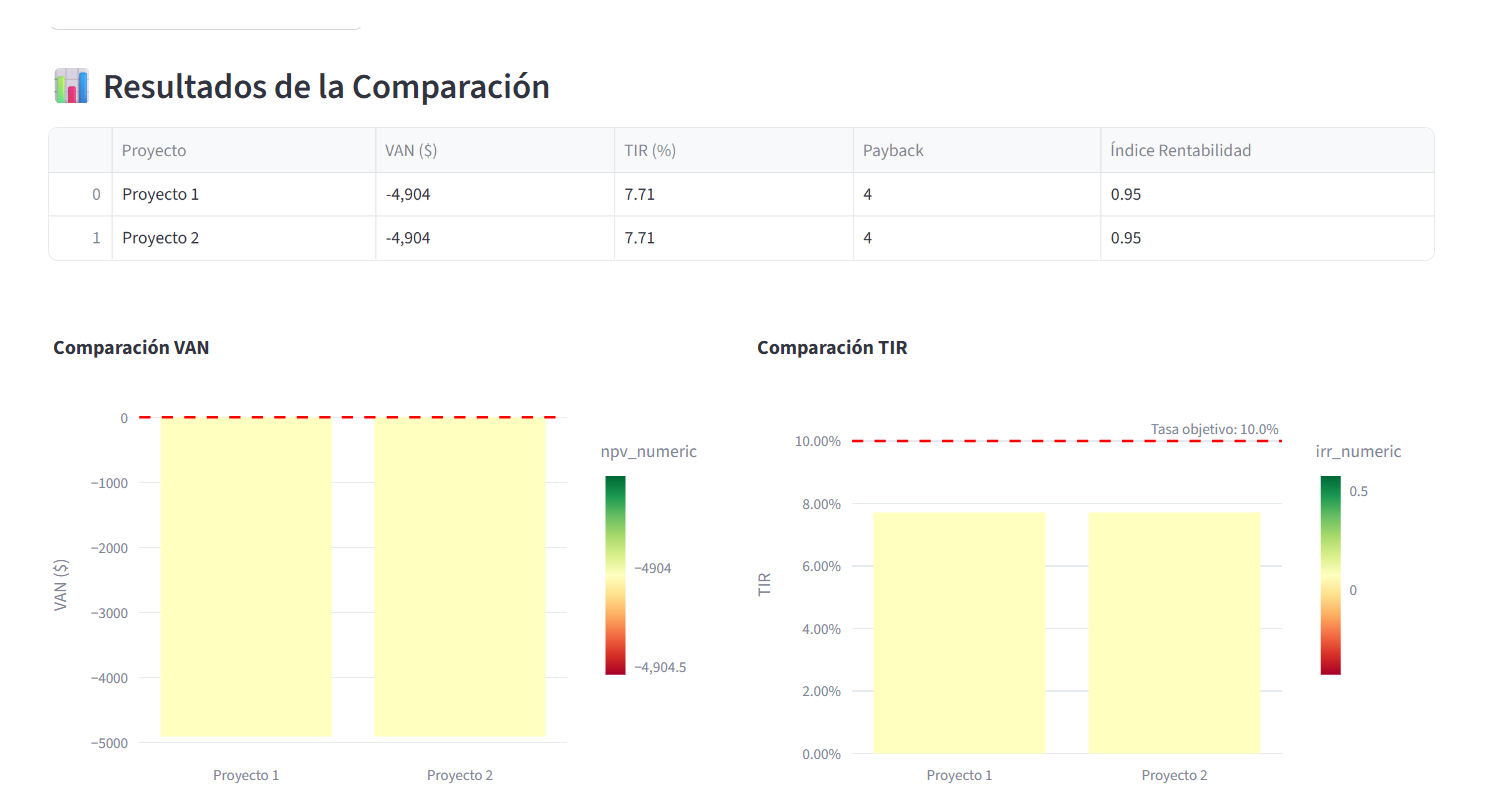 Resultados de la Comparación
Proyecto VAN ($) TIR (%) Payback Índice Rentabilidad
0 Proyecto 1 -4,904 7.71 4 0.95
1 Proyecto 2 -4,904 7.71 4 0.95
Comparación VAN
0
−1000
−2000
−3000
−4000
−5000
VAN ($)
Proyecto 1 Proyecto 2
npv_numeric
−4904
−4,904.5
Comparación TIR
Tasa objetivo: 10.0%
10.00%
8.00%
6.00%
4.00%
2.00%
0.00%
TIR
Proyecto 1 Proyecto 2
irr_numeric
0.5
0